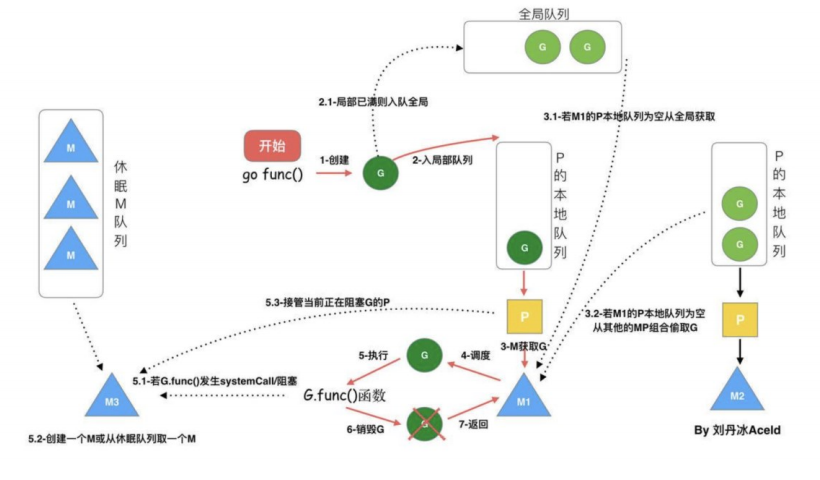 全局队列
G
G
2.1-局部已满则入队全局
3.1-若M1的P本地队列为空从全局获取
开始
go func()
1-创建
G
2-入局部队列
P的本地队列
G
P的本地队列
G
G
M
M
M
休眠M队列
5.3-接管当前正在阻塞G的P
P
3.2-若M1的P本地队列为空
从其他的MP组合偷取G
P
3-M获取G
5-执行
G
4-调度
5.1-若G.func()发生systemCall/阻塞
G.func()函数
M3
M1
M2
6-销毁G
G
7-返回
By 刘丹冰Aceld
5.2-创建一个M或从休眠队列取一个M